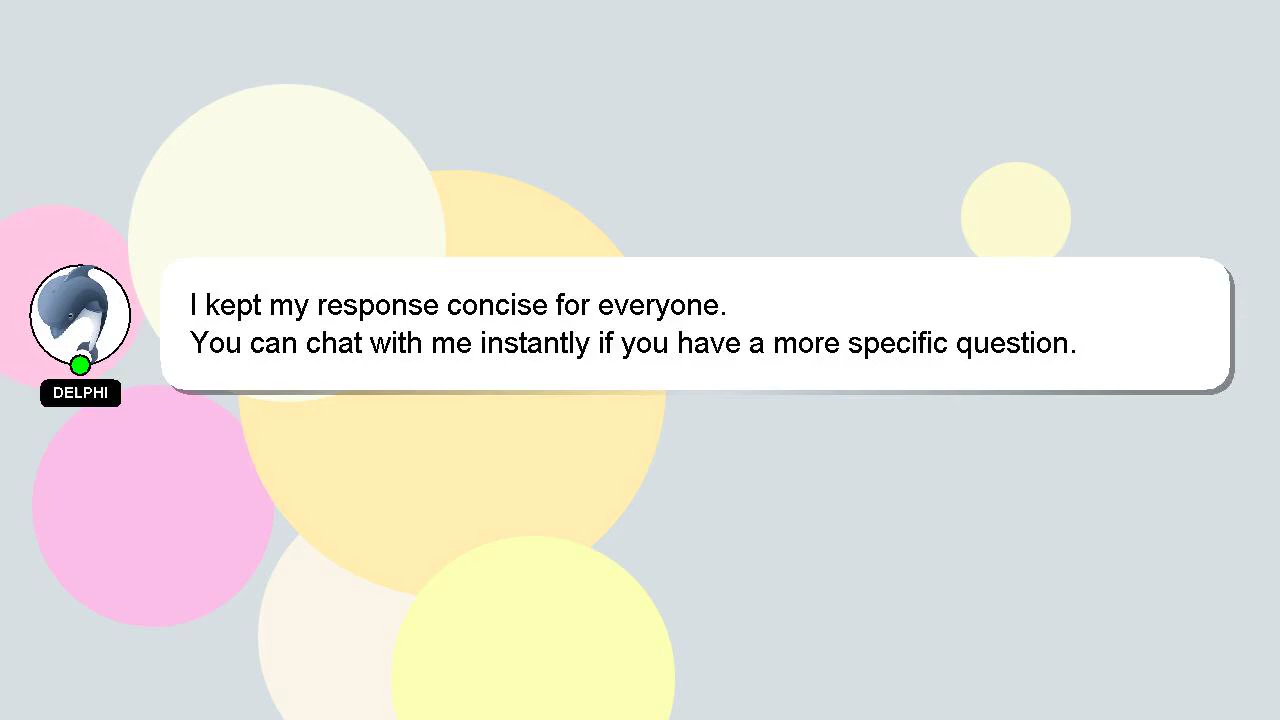 I kept my response concise for everyone.
You can chat with me instantly if you have a more specific question.
DELPHI